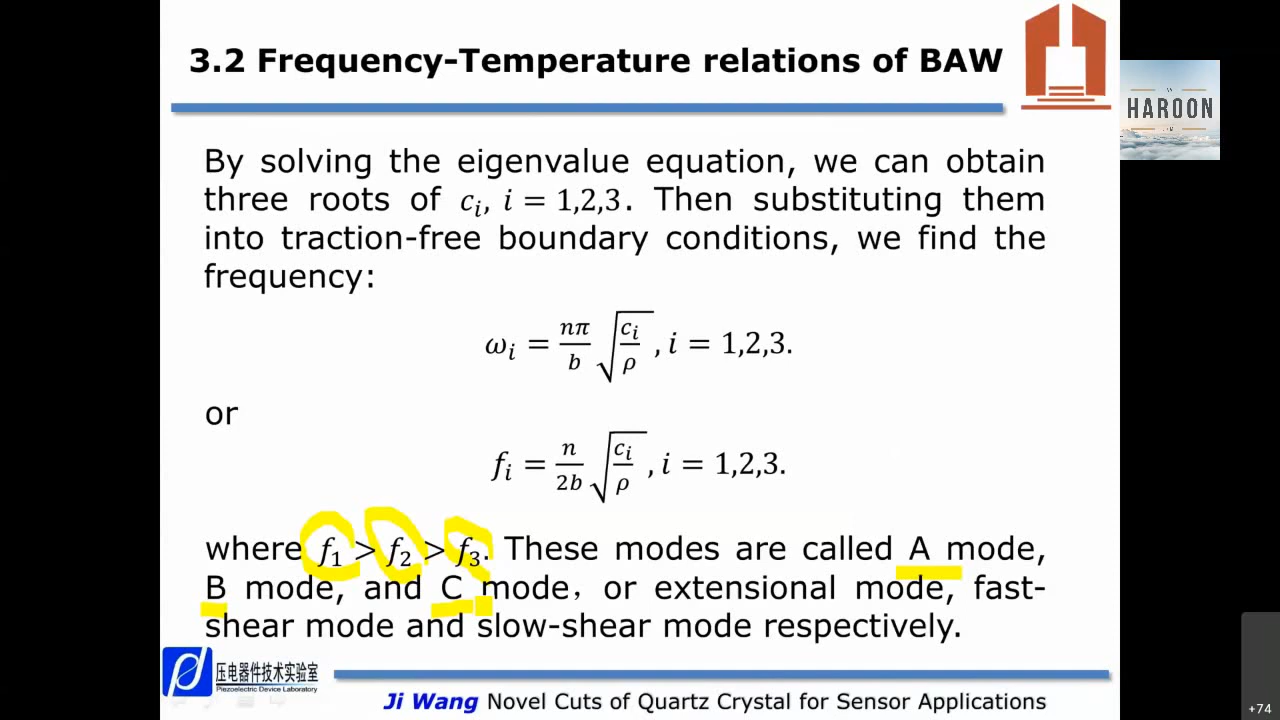 3.2 Frequency-Temperature relations of BAW
HAROON
By solving the eigenvalue equation, we can obtain
three roots of cᵢ, i = 1,2,3. Then substituting them
into traction-free boundary conditions, we find the
frequency:
ωᵢ = nπ/b √(cᵢ/ρ), i = 1,2,3.
or
fᵢ = n/2b √(cᵢ/ρ), i = 1,2,3.
where f₁ > f₂ > f₃. These modes are called A mode,
B mode, and C mode，or extensional mode, fast-
shear mode and slow-shear mode respectively.
压电器件技术实验室
Piezoelectric Device Laboratory
Ji Wang Novel Cuts of Quartz Crystal for Sensor Applications
+74